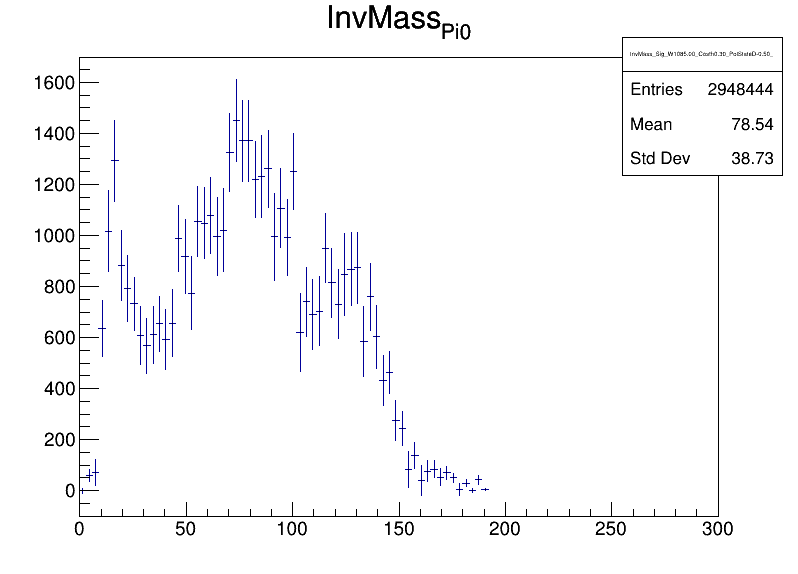 InvMass_Pi0
InvMass_Sig_W1085.00_Costh0.30_PolStateD-0.50_
Entries 2948444
Mean 78.54
Std Dev 38.73
1600
1400
1200
1000
800
600
400
200
0
0 50 100 150 200 250 300